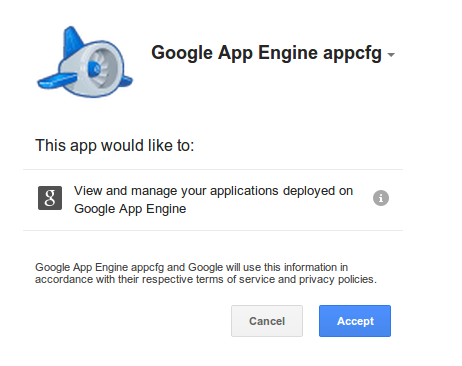 Google App Engine appcfg
This app would like to:
g
View and manage your applications deployed on
Google App Engine
i
Google App Engine appcfg and Google will use this information in
accordance with their respective terms of service and privacy policies.
Cancel
Accept